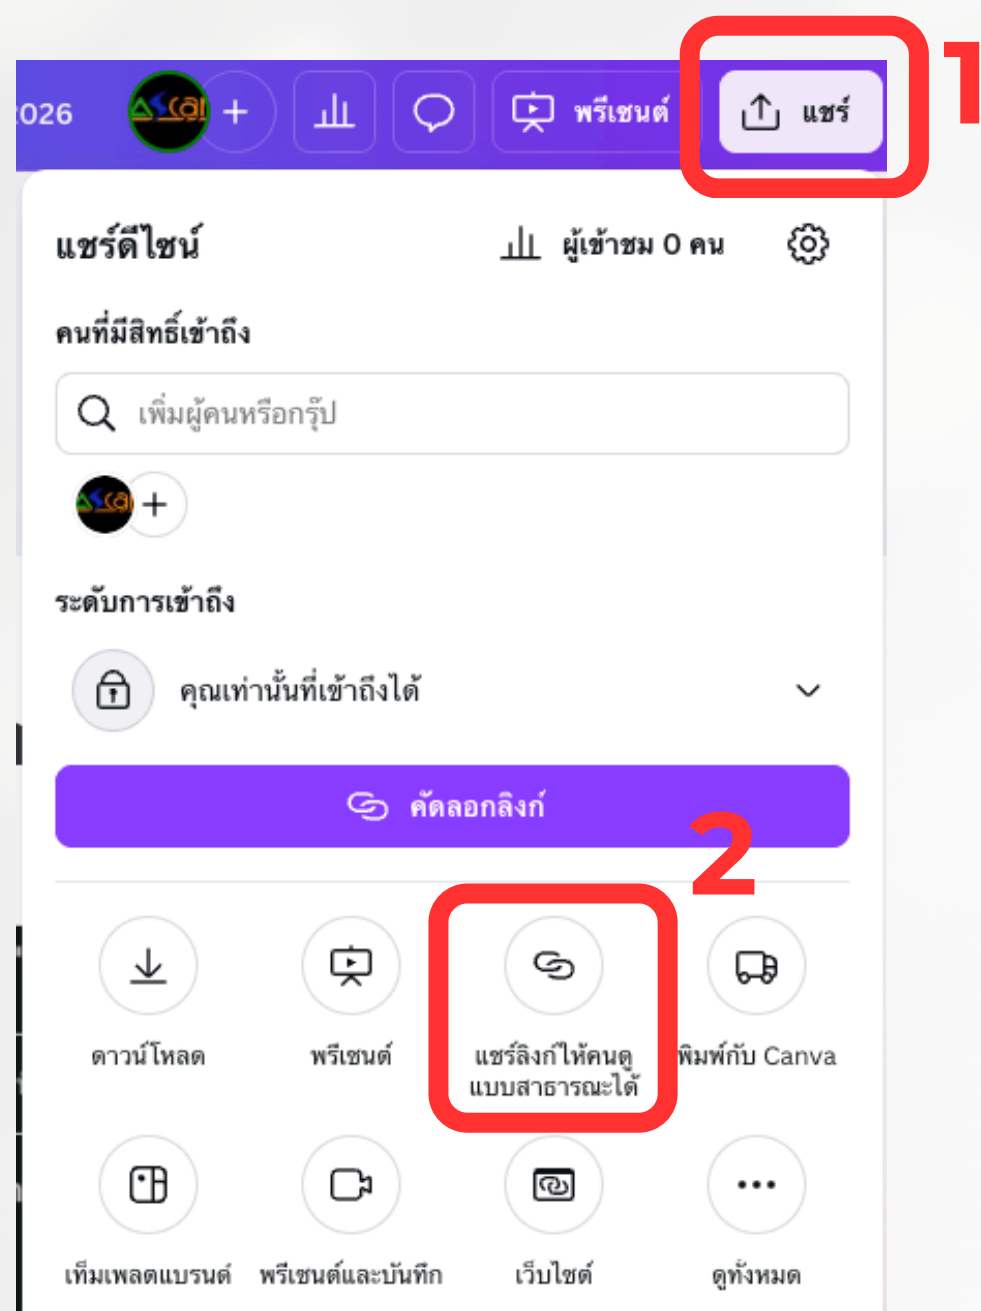 2026
พรีเซนต์
แชร์
1
แชร์ดีไซน์
ผู้เข้าชม 0 คน
คนที่มีสิทธิ์เข้าถึง
เพิ่มผู้คนหรือกรุ๊ป
ระดับการเข้าถึง
คุณเท่านั้นที่เข้าถึงได้
คัดลอกลิงก์
2
ดาวน์โหลด
พรีเซนต์
แชร์ลิงก์ให้คนดู
แบบสาธารณะได้
พิมพ์กับ Canva
เท็มเพลตแบรนด์
พรีเซนต์และบันทึก
เว็บไซต์
ดูทั้งหมด